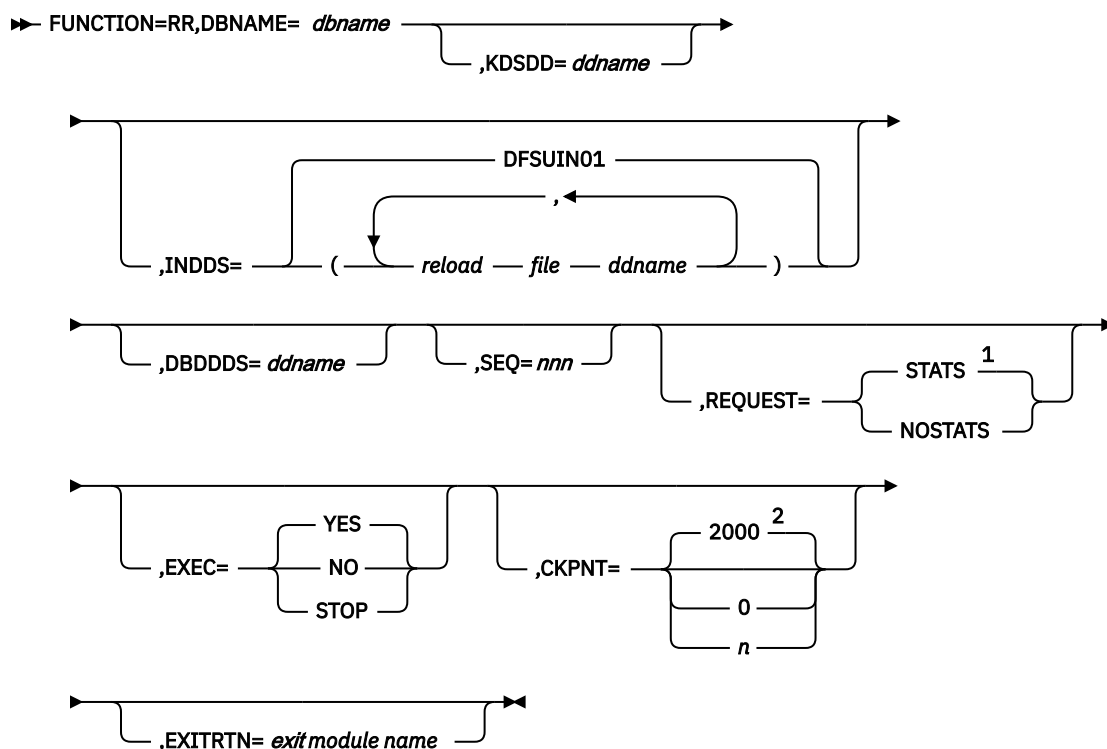 FUNCTION=RR,DBNAME= dbname
,KDSDD= ddname
DFSUIN01
,
,INDDS= ( reload file ddname )
,DBDDDS= ddname ,SEQ= nnn
STATS 1
,REQUEST=
NOSTATS
YES
2000 2
,EXEC= NO ,CKPNT=
STOP
0
n
,EXITRTN= exit module name